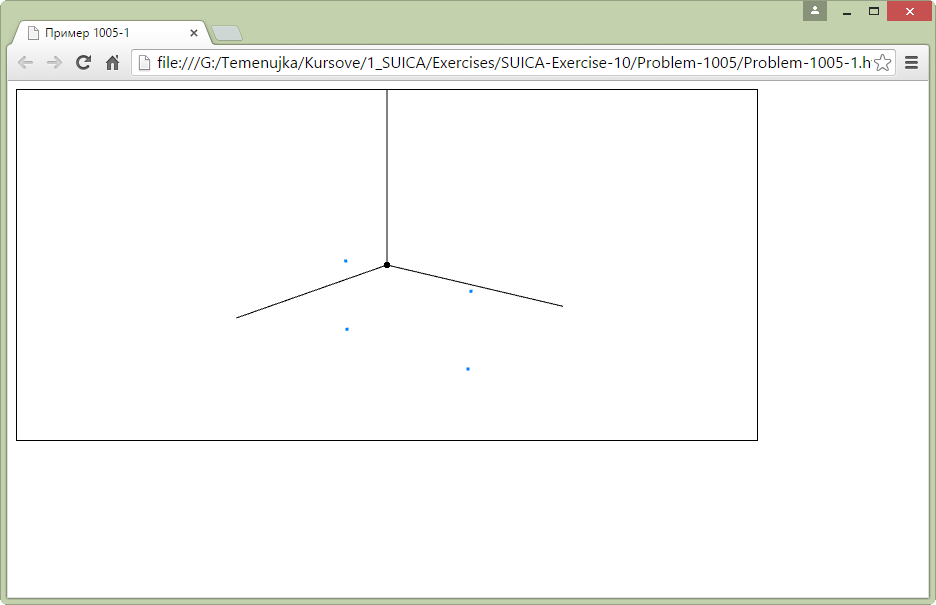 Пример 1005-1
file:///G:/Temenujka/Kursove/1_SUICA/Exercises/SUICA-Exercise-10/Problem-1005/Problem-1005-1.h